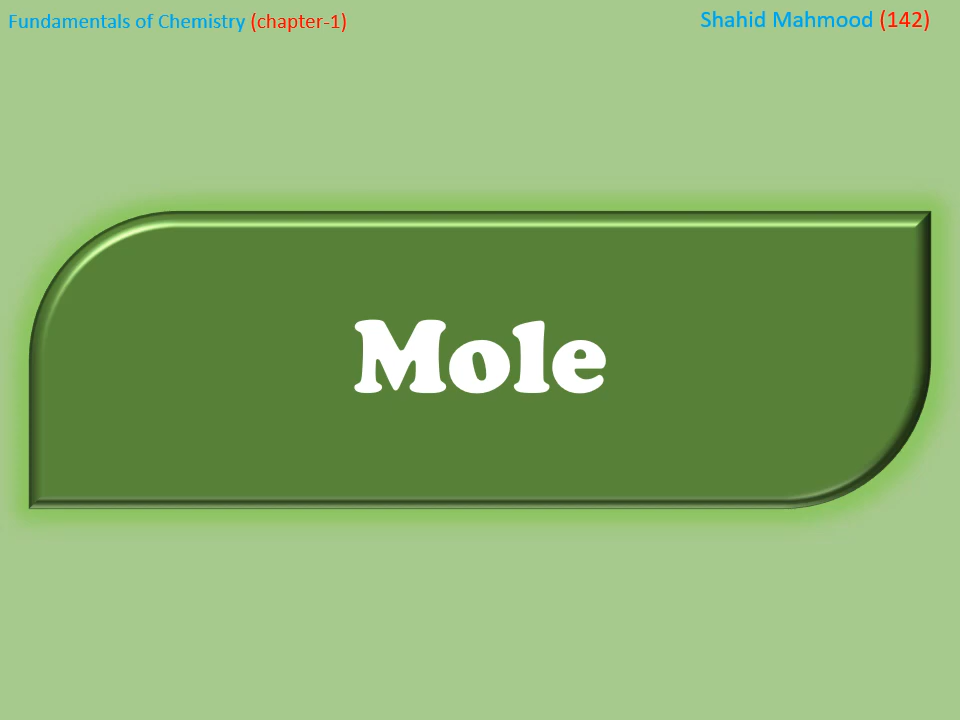 Fundamentals of Chemistry (chapter-1)
Shahid Mahmood (142)
Mole